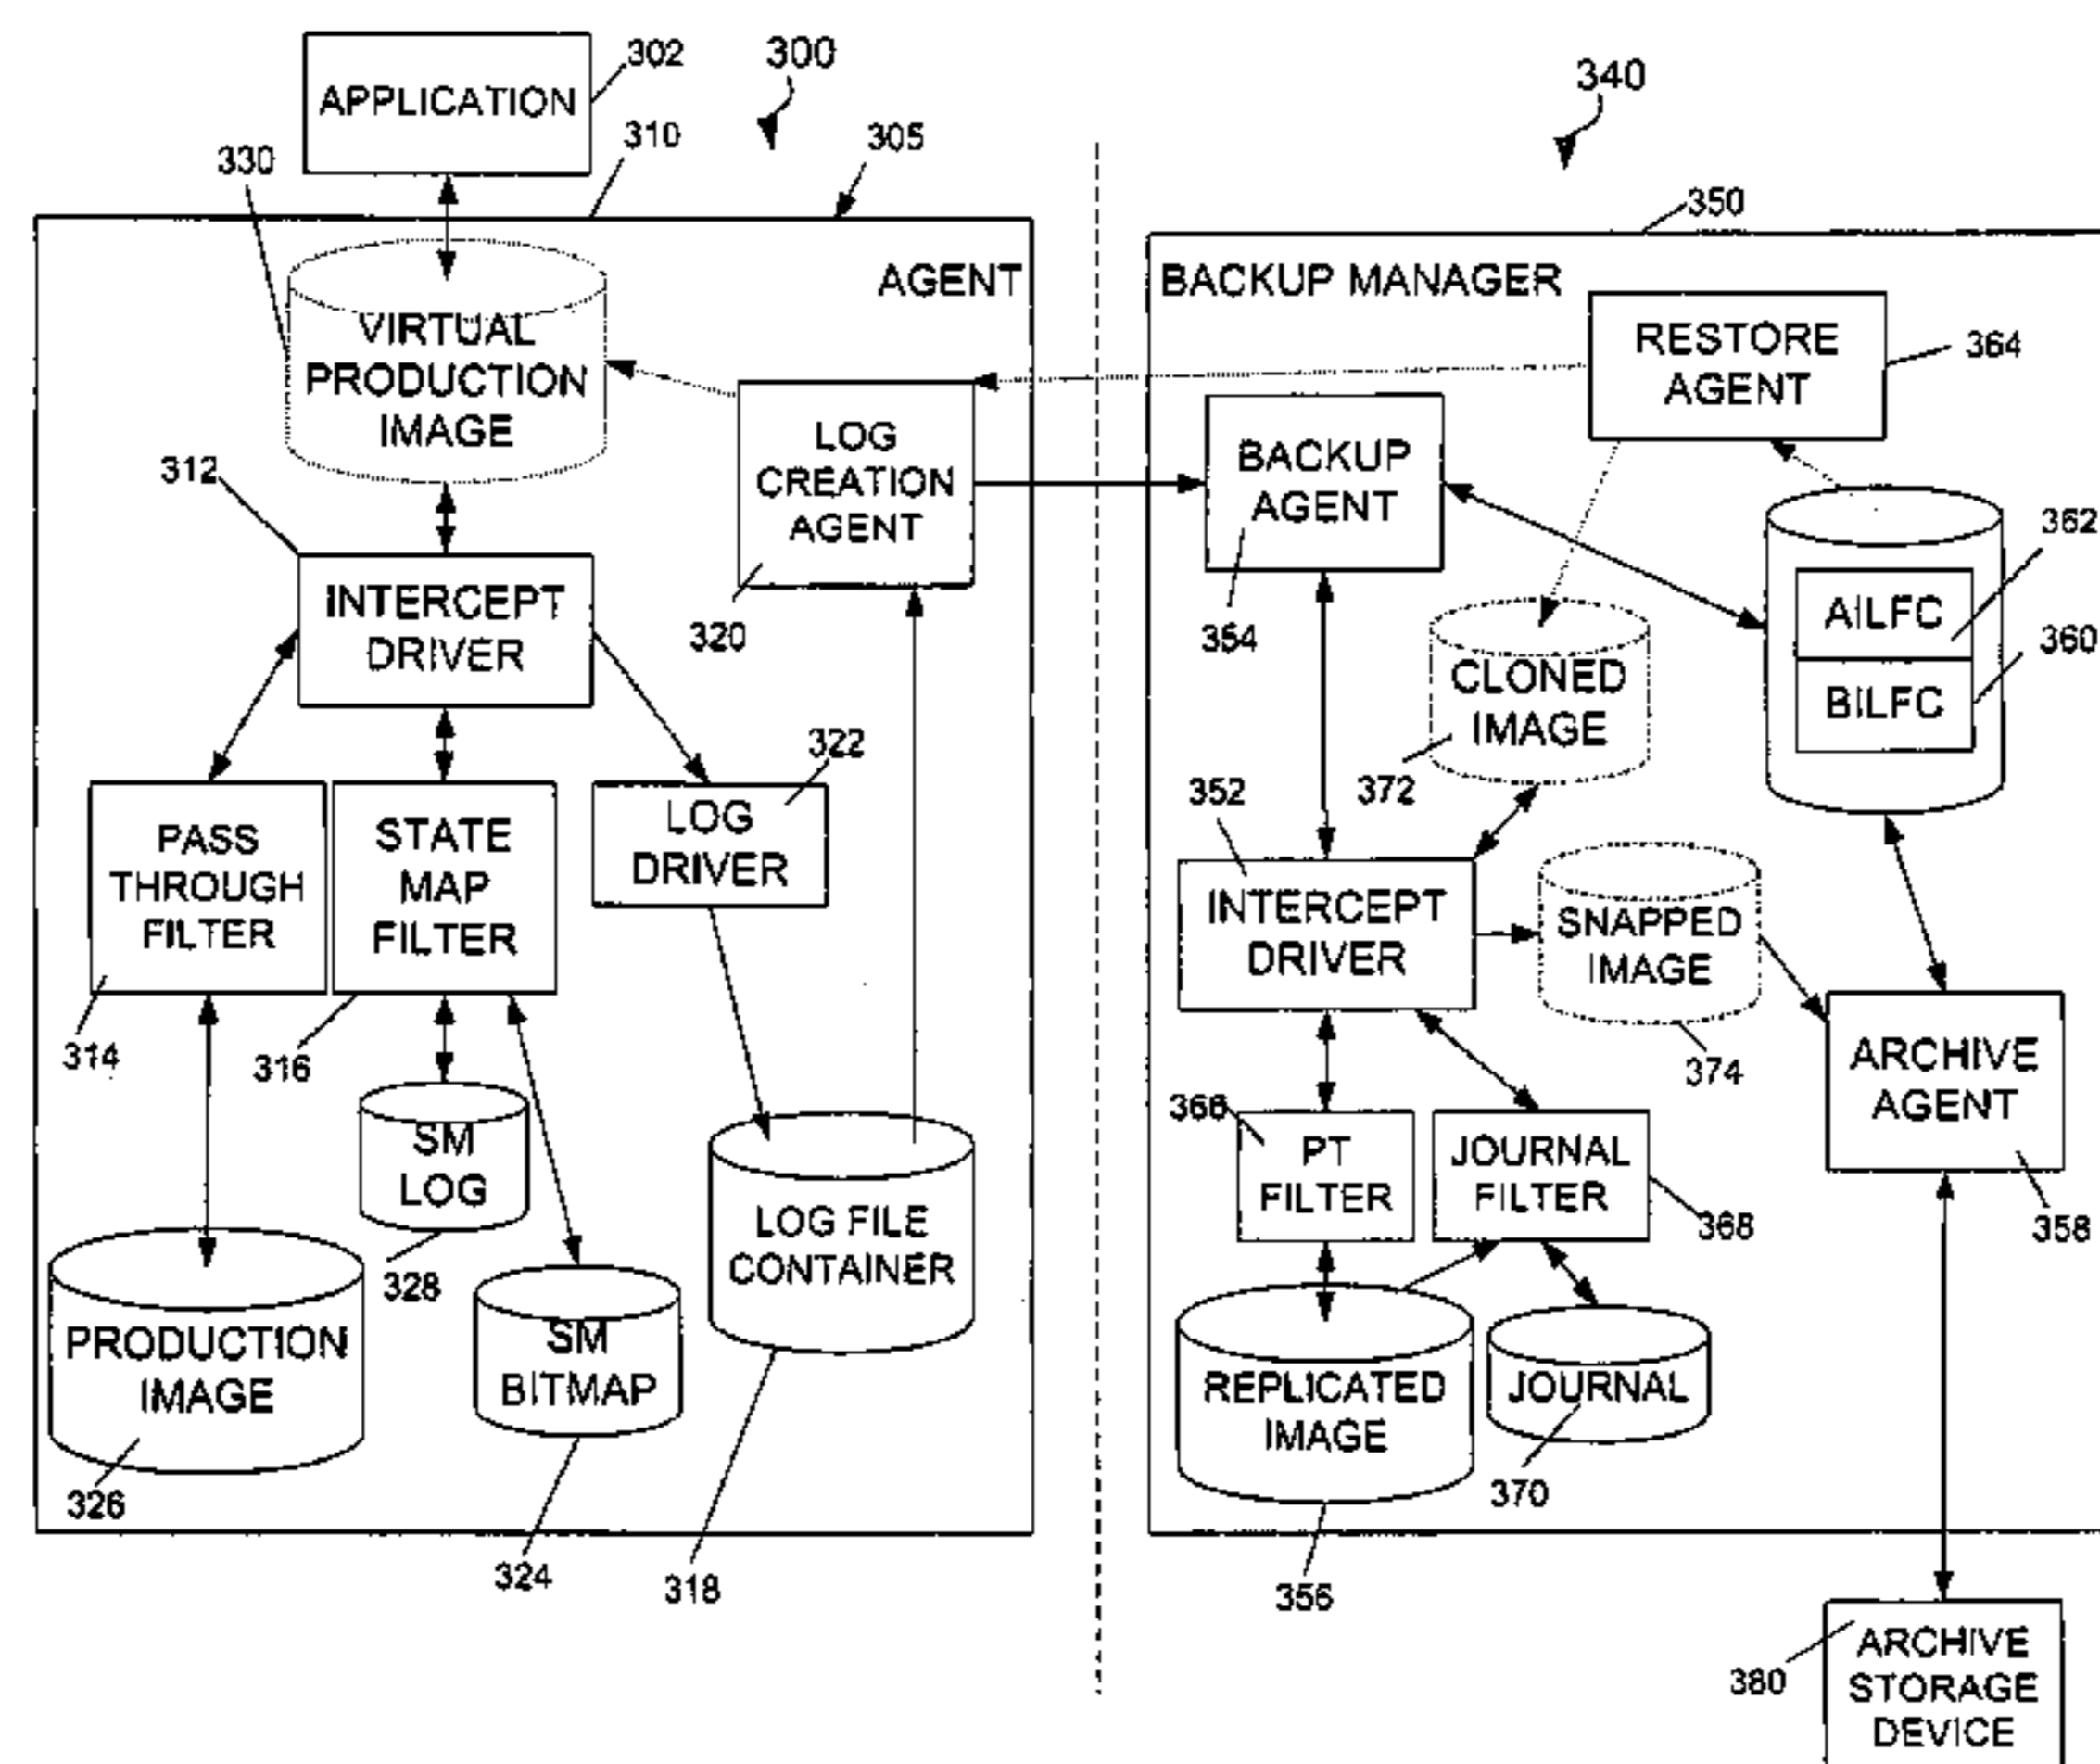 300
340
APPLICATION
302
310
305
330
350
AGENT
VIRTUAL
PRODUCTION
IMAGE
312
LOG
CREATION
AGENT
320
INTERCEPT
DRIVER
322
PASS
THROUGH
FILTER
314
STATE
MAP
FILTER
316
LOG
DRIVER
SM
LOG
328
PRODUCTION
IMAGE
326
SM
BITMAP
324
LOG FILE
CONTAINER
318
BACKUP MANAGER
RESTORE
AGENT
364
BACKUP
AGENT
354
362
AILFC
360
BILFC
CLONED
IMAGE
372
352
INTERCEPT
DRIVER
SNAPPED
IMAGE
374
ARCHIVE
AGENT
358
366
PT
FILTER
JOURNAL
FILTER
368
REPLICATED
IMAGE
356
JOURNAL
370
380
ARCHIVE
STORAGE
DEVICE